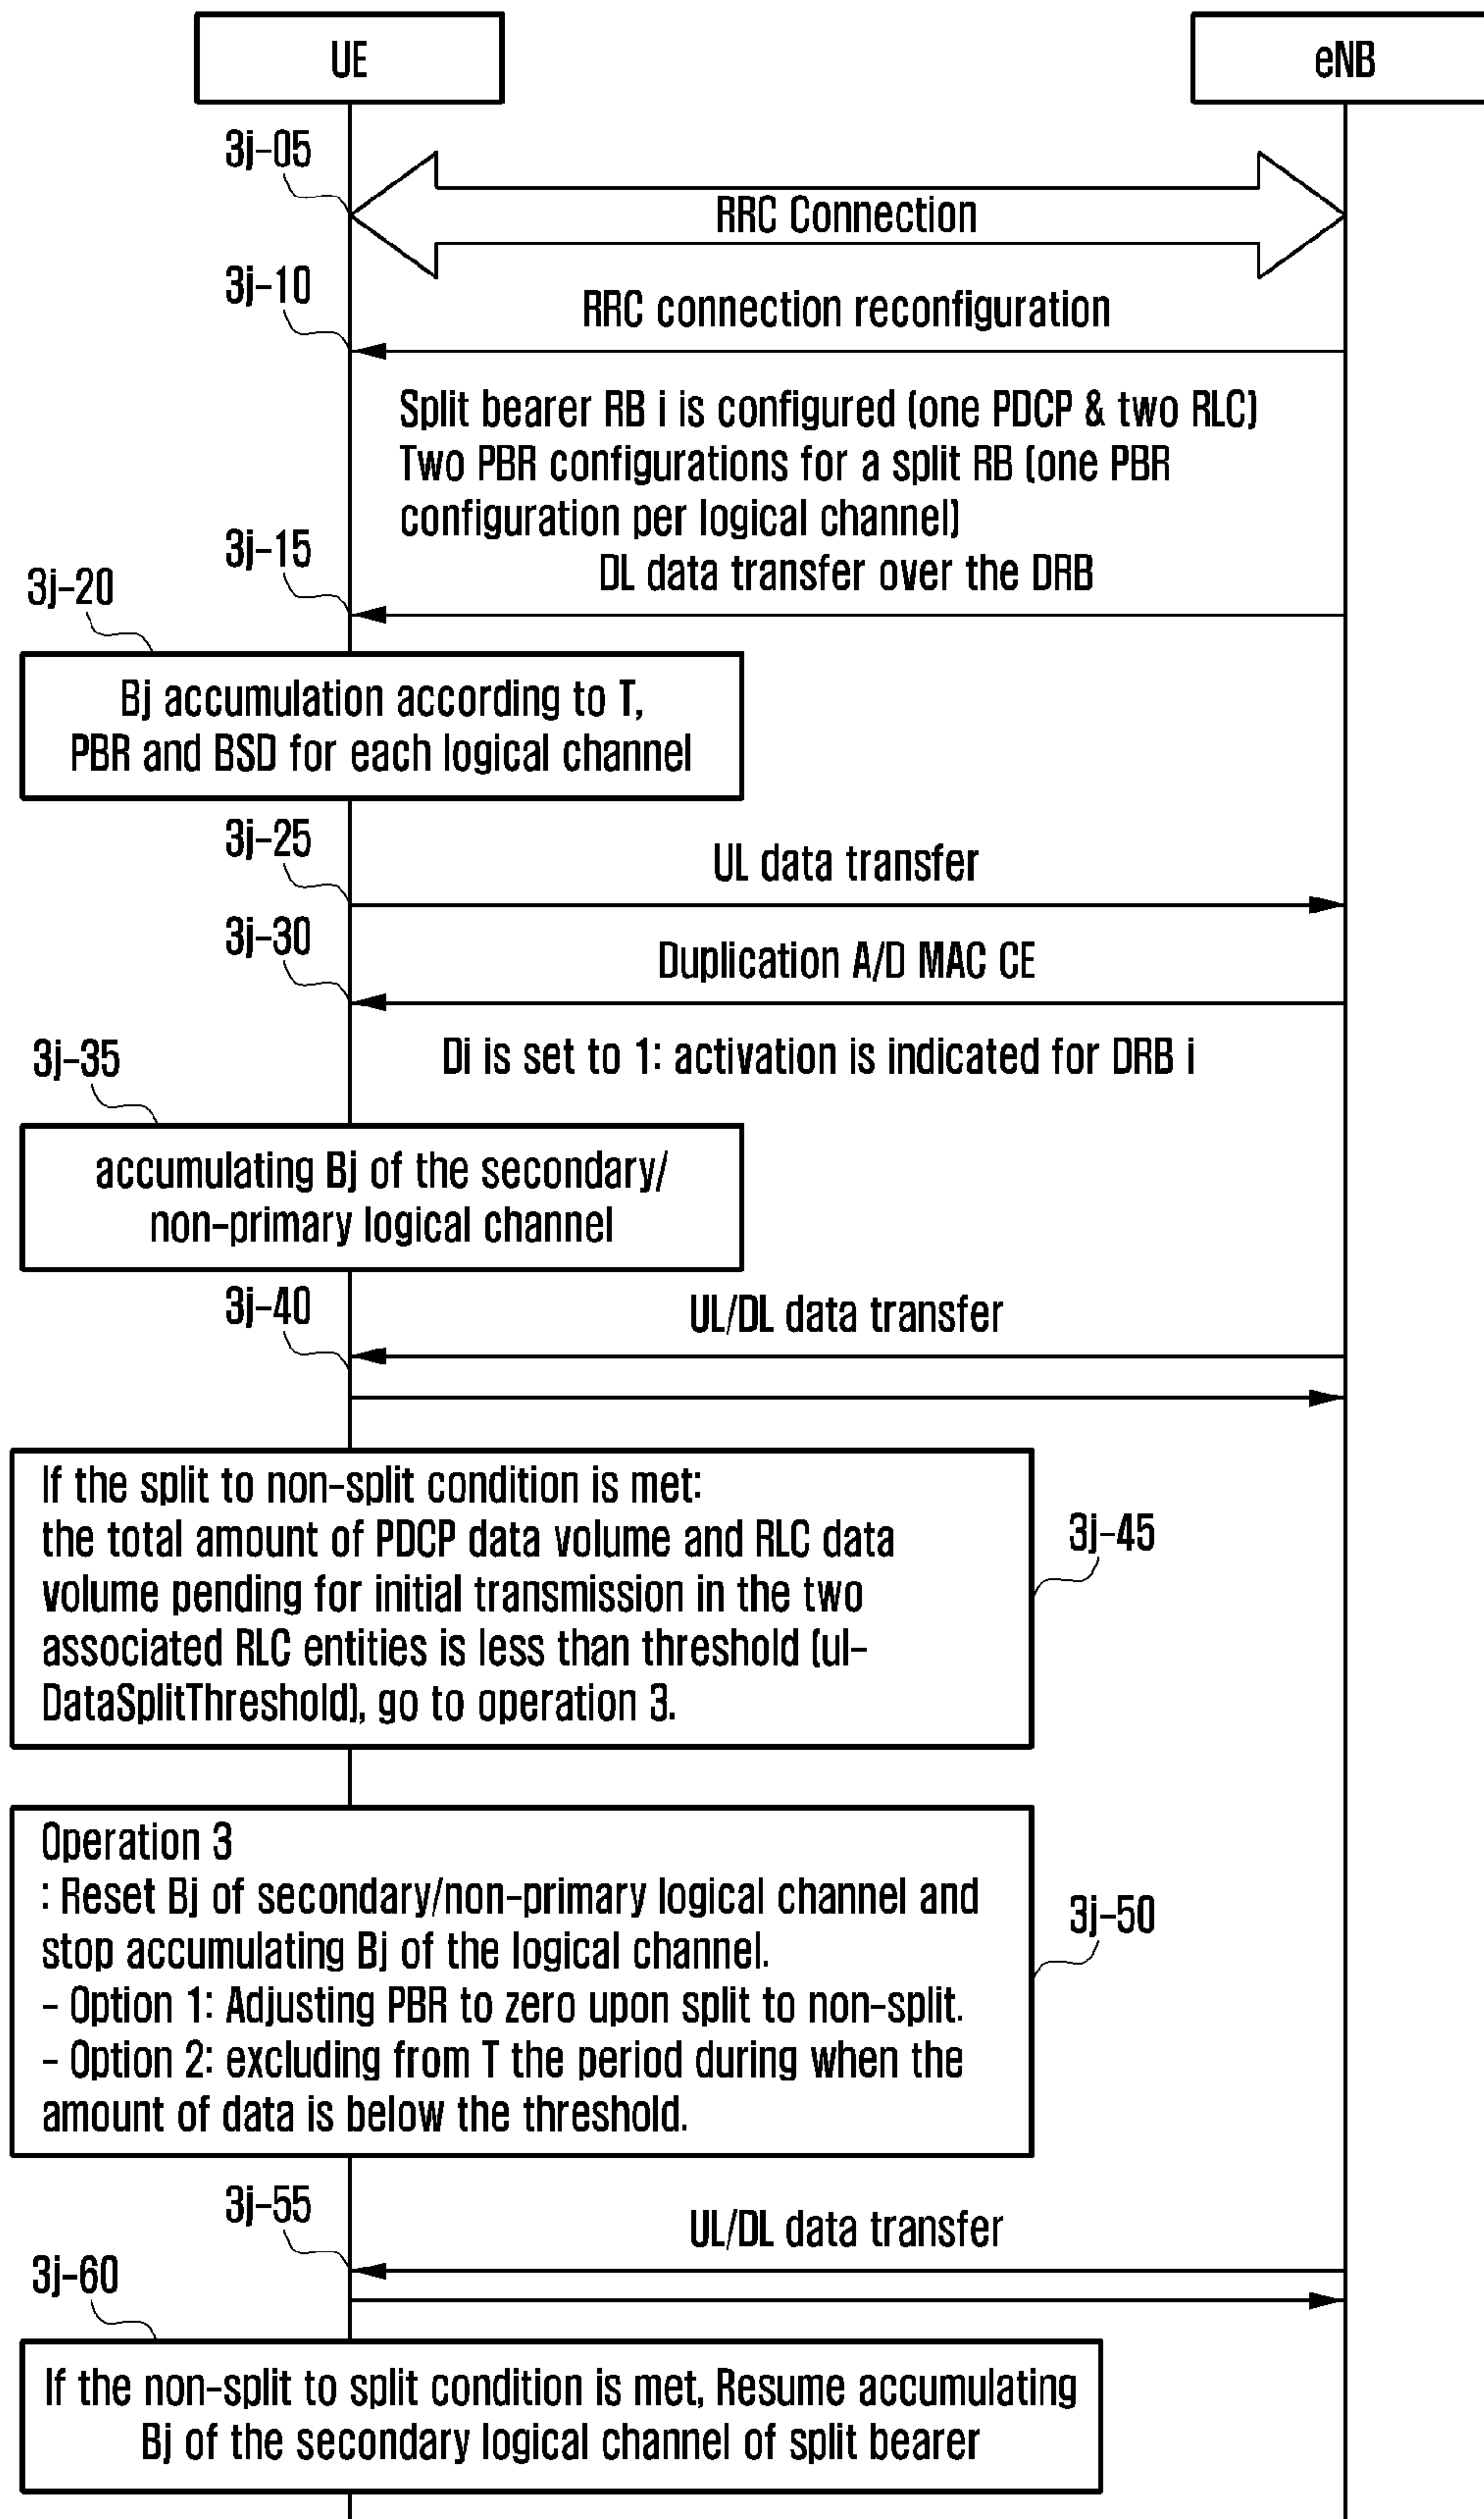 UE
eNB
3j-05
RRC Connection
3j-10
RRC connection reconfiguration
Split bearer RB i is configured (one PDCP & two RLC)
Two PBR configurations for a split RB (one PBR
configuration per logical channel)
3j-15
DL data transfer over the DRB
3j-20
Bj accumulation according to T,
PBR and BSD for each logical channel
3j-25
UL data transfer
3j-30
Duplication A/D MAC CE
Di is set to 1: activation is indicated for DRB i
3j-35
accumulating Bj of the secondary/
non-primary logical channel
3j-40
UL/DL data transfer
If the split to non-split condition is met:
the total amount of PDCP data volume and RLC data
volume pending for initial transmission in the two
associated RLC entities is less than threshold (ul-
DataSplitThreshold), go to operation 3.
3j-45
Operation 3
: Reset Bj of secondary/non-primary logical channel and
stop accumulating Bj of the logical channel.
- Option 1: Adjusting PBR to zero upon split to non-split.
- Option 2: excluding from T the period during when the
amount of data is below the threshold.
3j-50
3j-55
UL/DL data transfer
3j-60
If the non-split to split condition is met, Resume accumulating
Bj of the secondary logical channel of split bearer